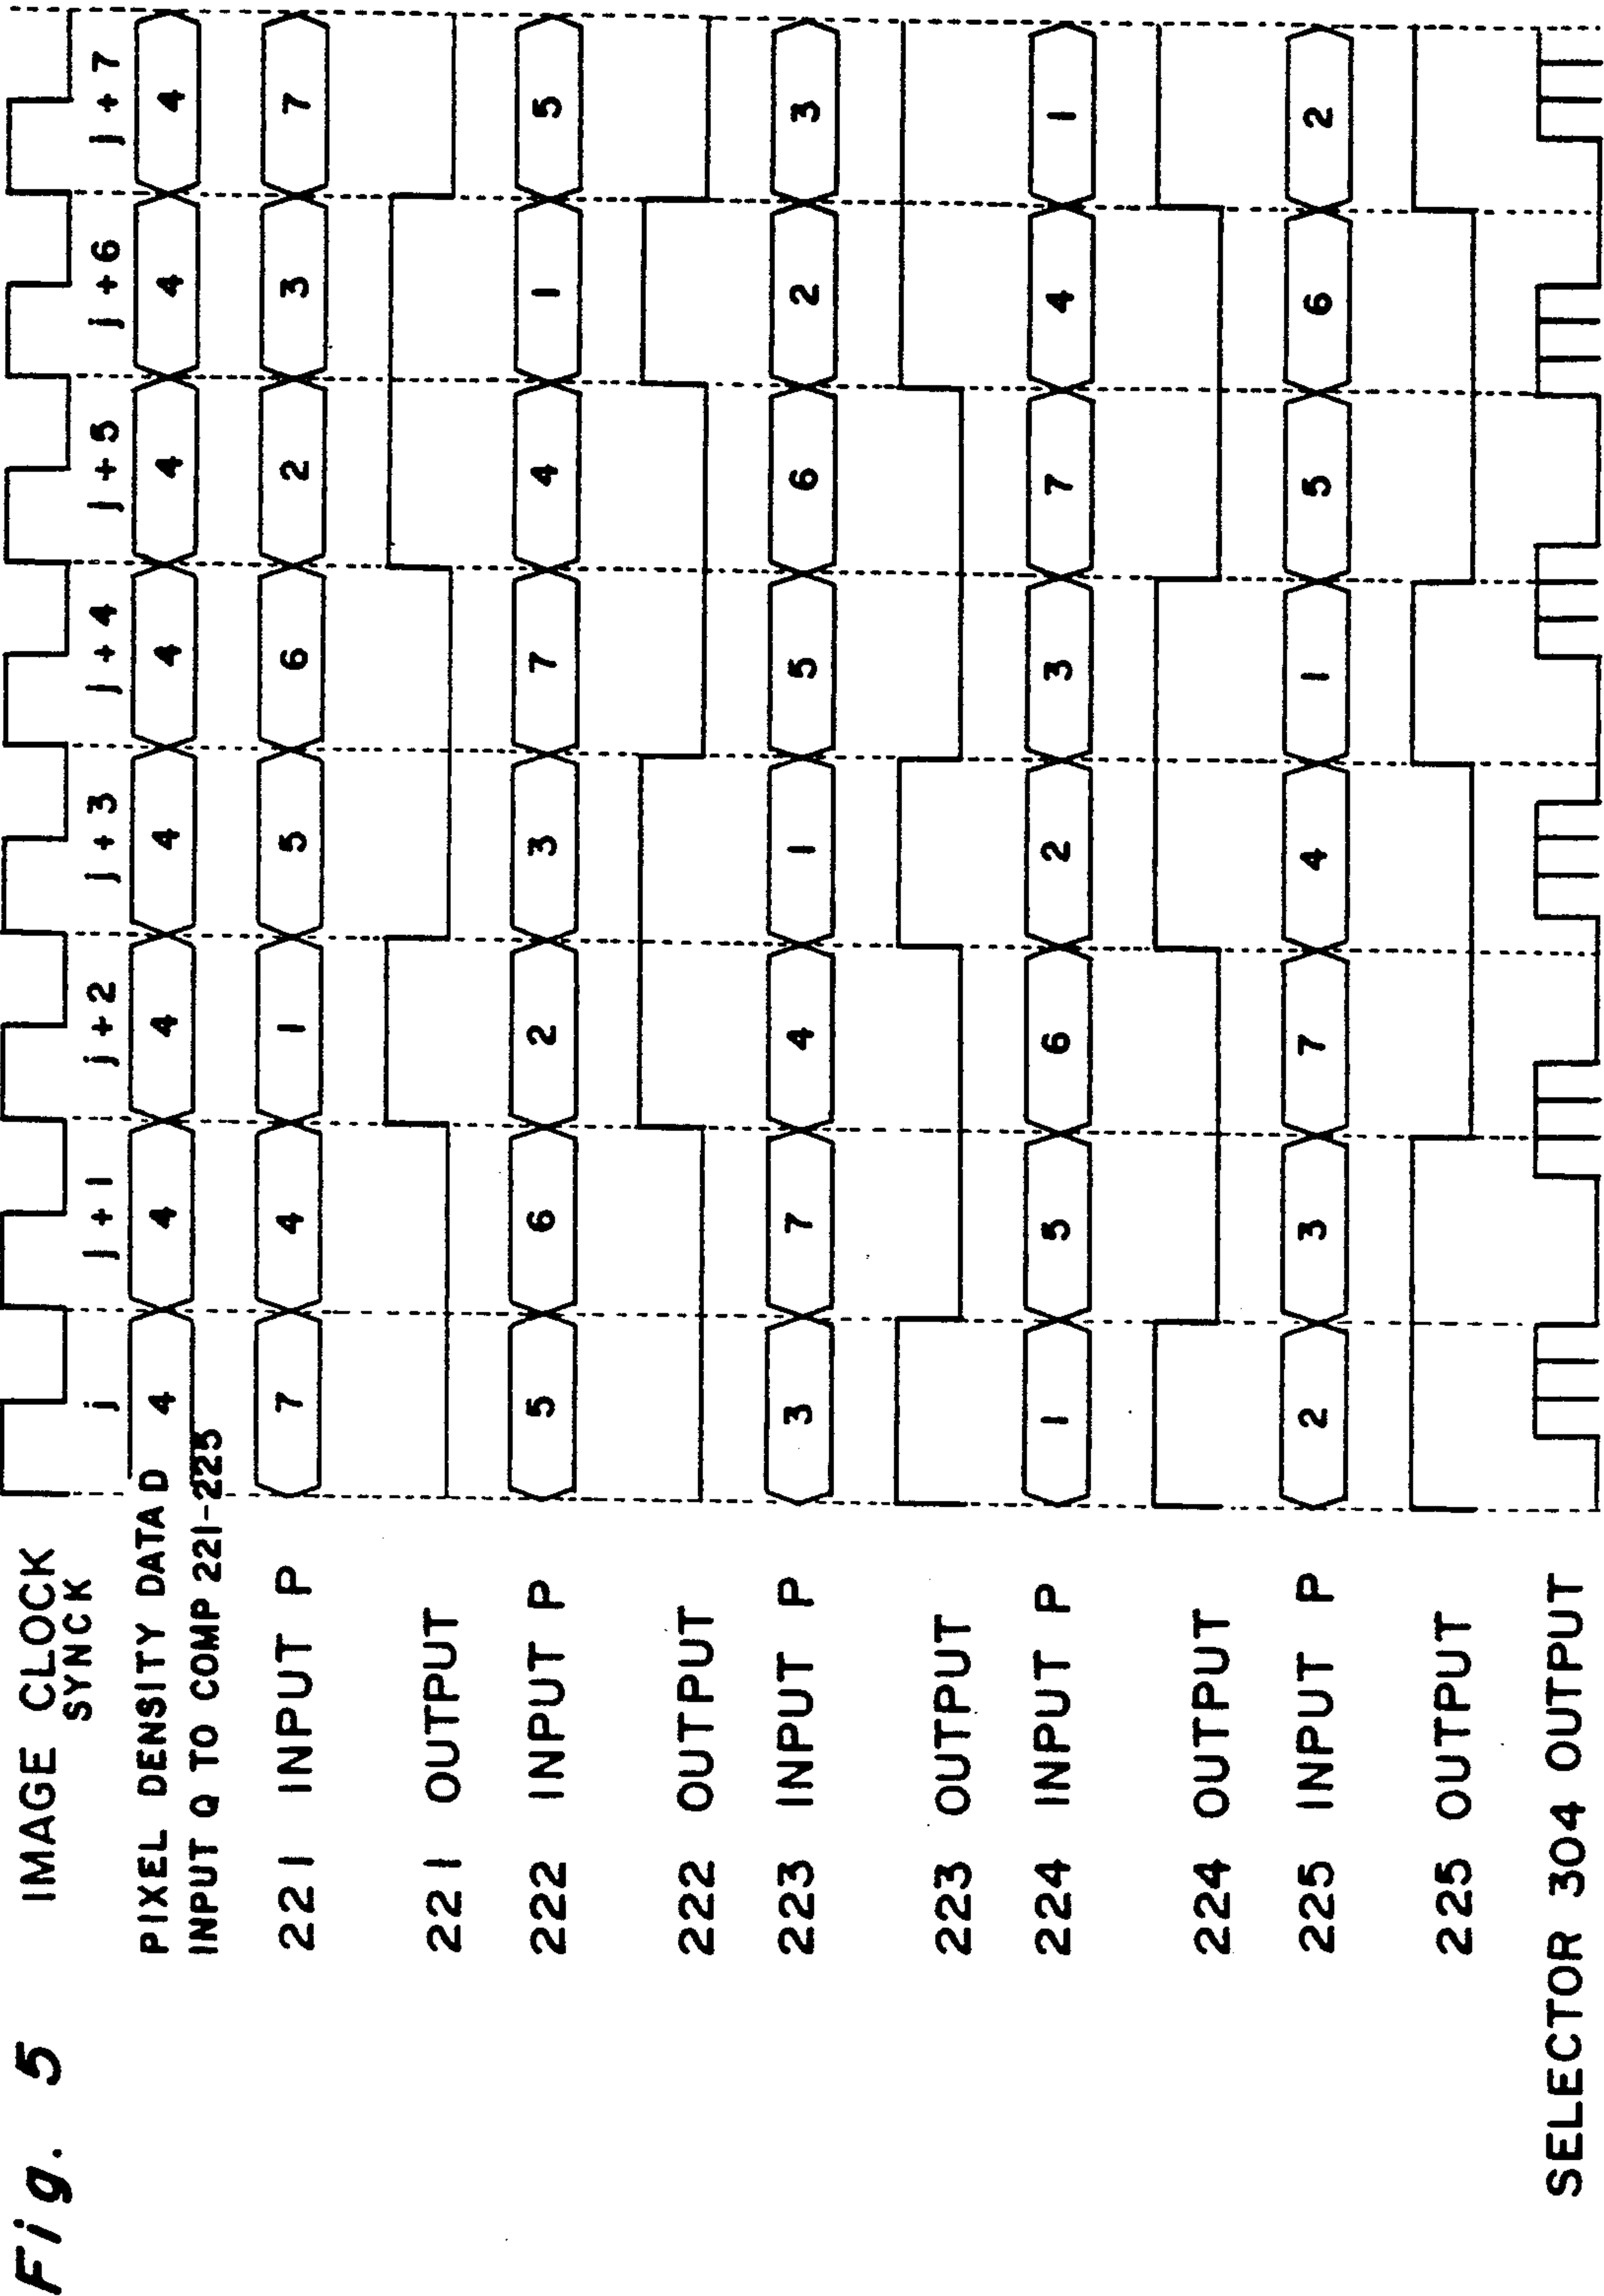 Fig. 5
IMAGE CLOCK
SYNCK
j j+1 j+2 j+3 j+4 j+5 j+6 j+7
PIXEL DENSITY DATA D 4 4 4 4 4 4 4 4
INPUT Q TO COMP 221-225
221 INPUT P 7 4 1 5 6 2 3 7
221 OUTPUT
222 INPUT P 5 6 2 3 7 4 1 5
222 OUTPUT
223 INPUT P 3 7 4 1 5 6 2 3
223 OUTPUT
224 INPUT P 1 5 6 2 3 7 4 1
224 OUTPUT
225 INPUT P 2 3 7 4 1 5 6 2
225 OUTPUT
SELECTOR 304 OUTPUT